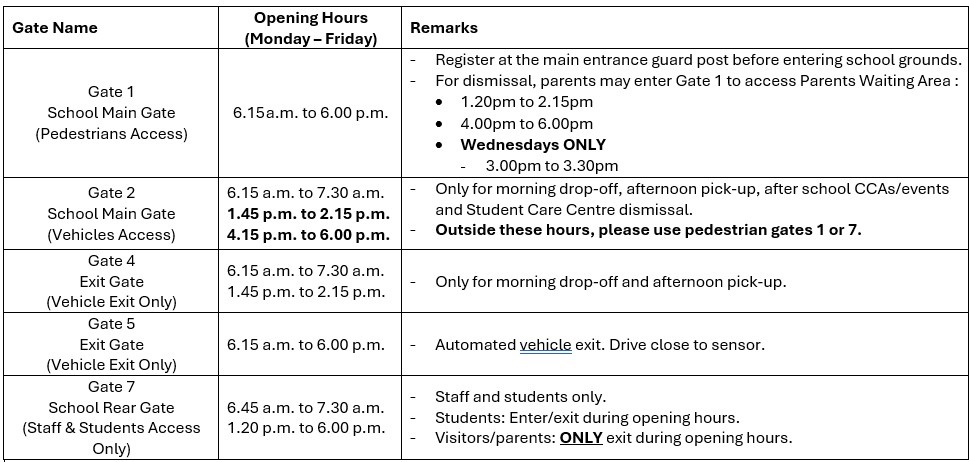 Gate Name
Opening Hours
(Monday – Friday)
Remarks
Gate 1
School Main Gate
(Pedestrians Access)
6.15a.m. to 6.00 p.m.
- Register at the main entrance guard post before entering school grounds.
- For dismissal, parents may enter Gate 1 to access Parents Waiting Area :
• 1.20pm to 2.15pm
• 4.00pm to 6.00pm
• Wednesdays ONLY
- 3.00pm to 3.30pm
Gate 2
School Main Gate
(Vehicles Access)
6.15 a.m. to 7.30 a.m.
1.45 p.m. to 2.15 p.m.
4.15 p.m. to 6.00 p.m.
- Only for morning drop-off, afternoon pick-up, after school CCAs/events
and Student Care Centre dismissal.
- Outside these hours, please use pedestrian gates 1 or 7.
Gate 4
Exit Gate
(Vehicle Exit Only)
6.15 a.m. to 7.30 a.m.
1.45 p.m. to 2.15 p.m.
- Only for morning drop-off and afternoon pick-up.
Gate 5
Exit Gate
(Vehicle Exit Only)
6.15 a.m. to 6.00 p.m.
- Automated vehicle exit. Drive close to sensor.
Gate 7
School Rear Gate
(Staff & Students Access
Only)
6.45 a.m. to 7.30 a.m.
1.20 p.m. to 6.00 p.m.
- Staff and students only.
- Students: Enter/exit during opening hours.
- Visitors/parents: ONLY exit during opening hours.